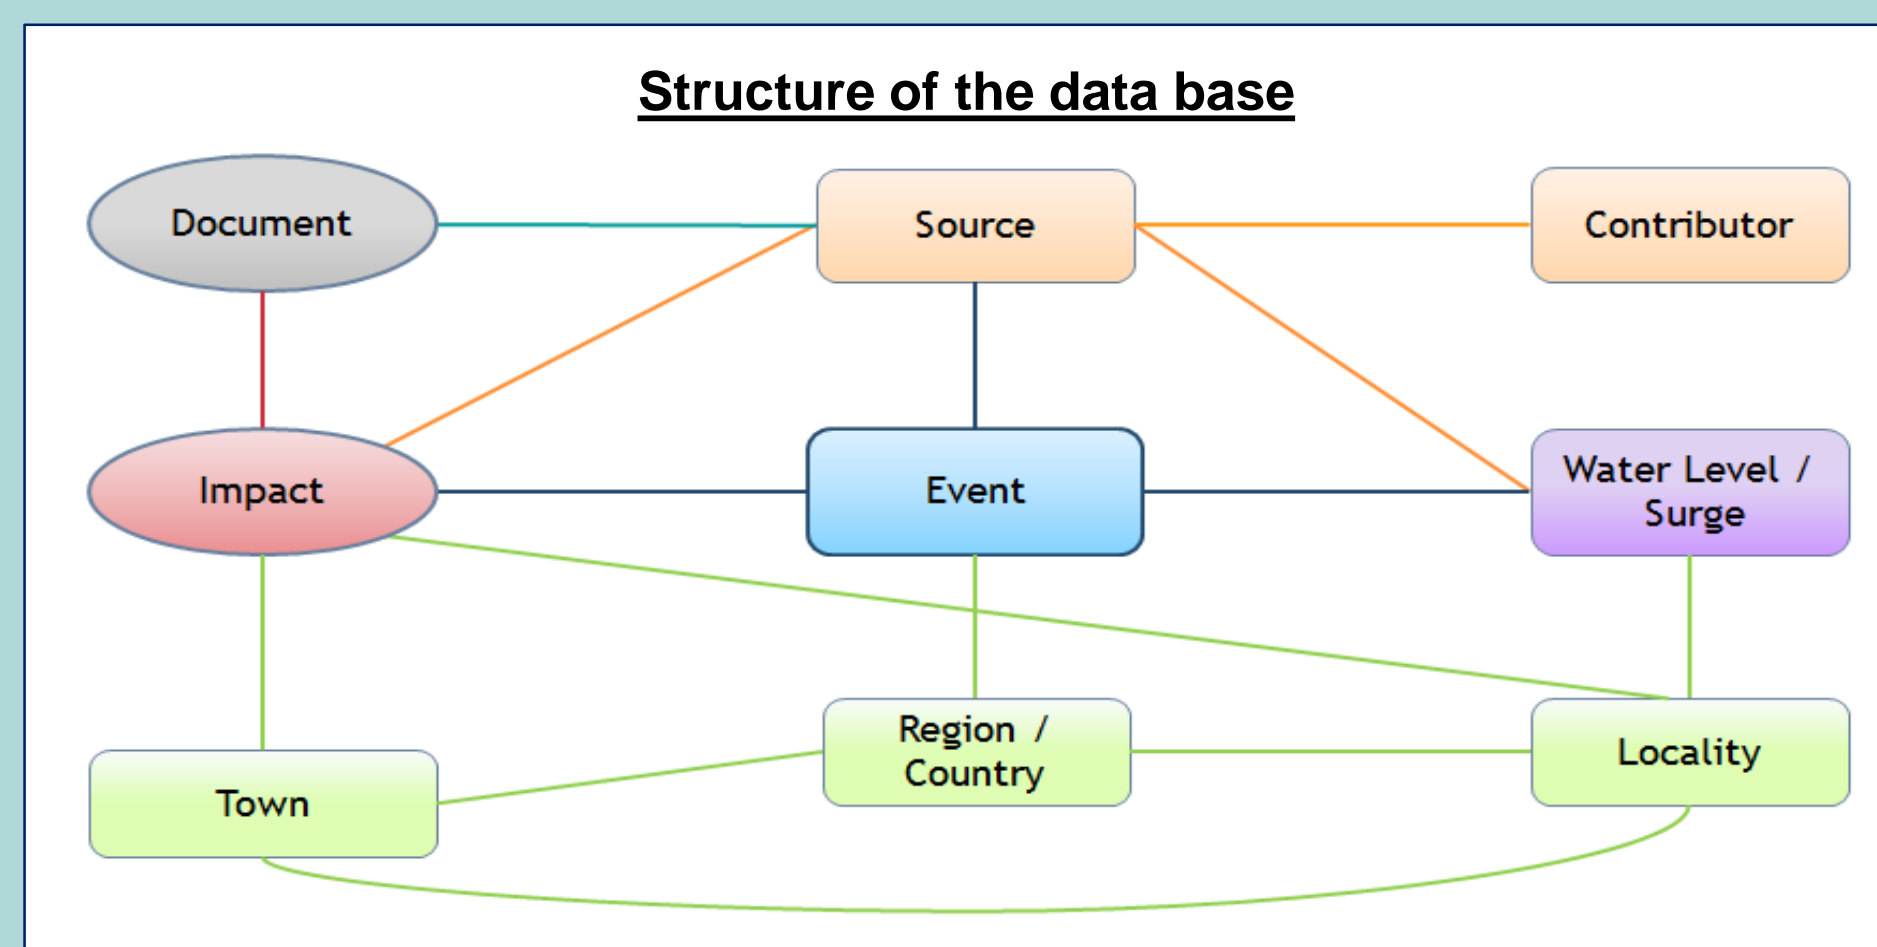 Structure of the data base
Document
Source
Contributor
Impact
Event
Water Level /
Surge
Region /
Country
Locality
Town